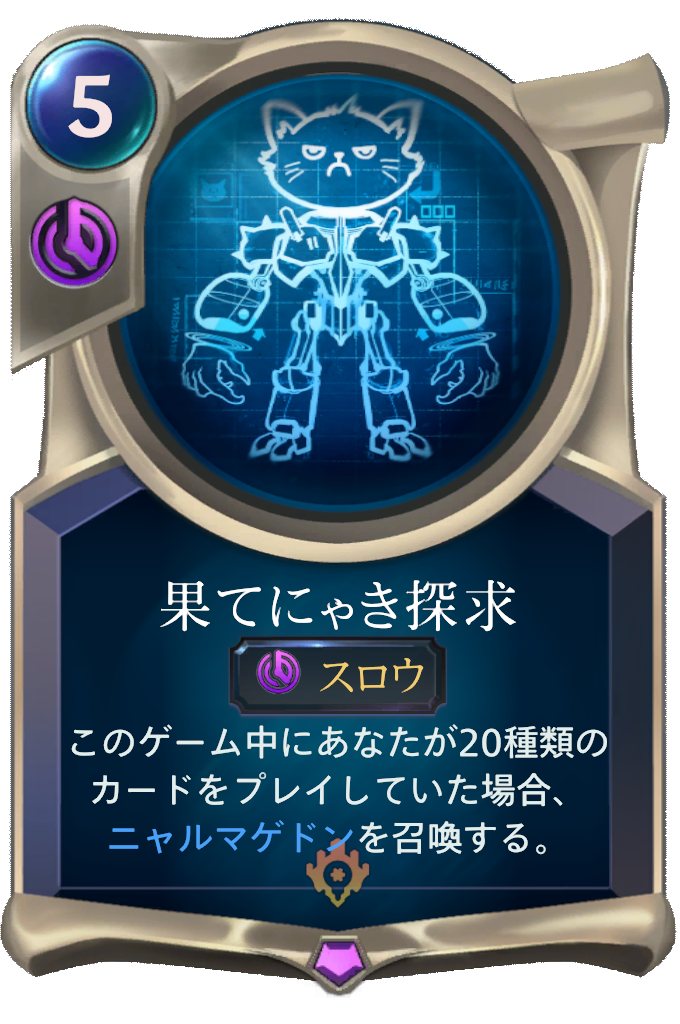 5
果てにゃき探求
スロウ
このゲーム中にあなたが20種類の
カードをプレイしていた場合、
ニャルマゲドンを召喚する。